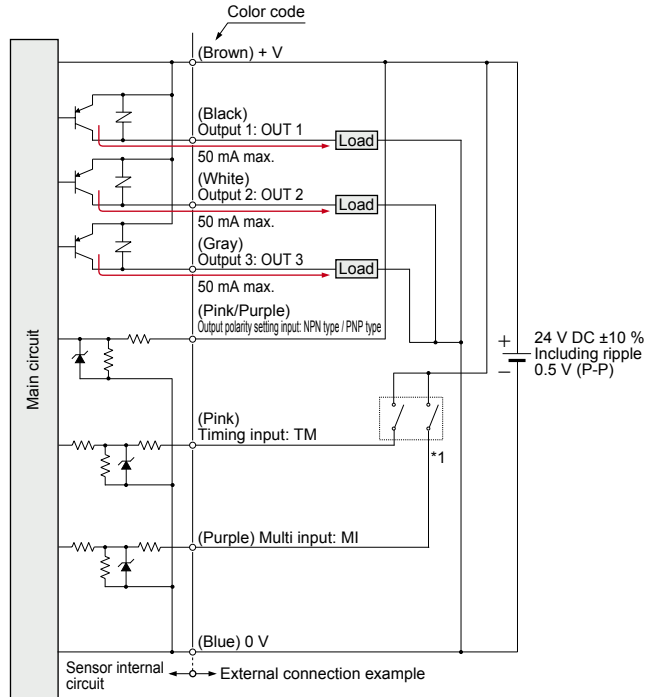 Color code
(Brown) + V
(Black)
Output 1: OUT 1
Load
50 mA max.
(White)
Output 2: OUT 2
Load
50 mA max.
(Gray)
Output 3: OUT 3
Load
50 mA max.
(Pink/Purple)
Output polarity setting input: NPN type / PNP type
Main circuit
+
−
24 V DC ±10 %
Including ripple
0.5 V (P-P)
(Pink)
Timing input: TM
*1
(Purple) Multi input: MI
(Blue) 0 V
Sensor internal
circuit
External connection example